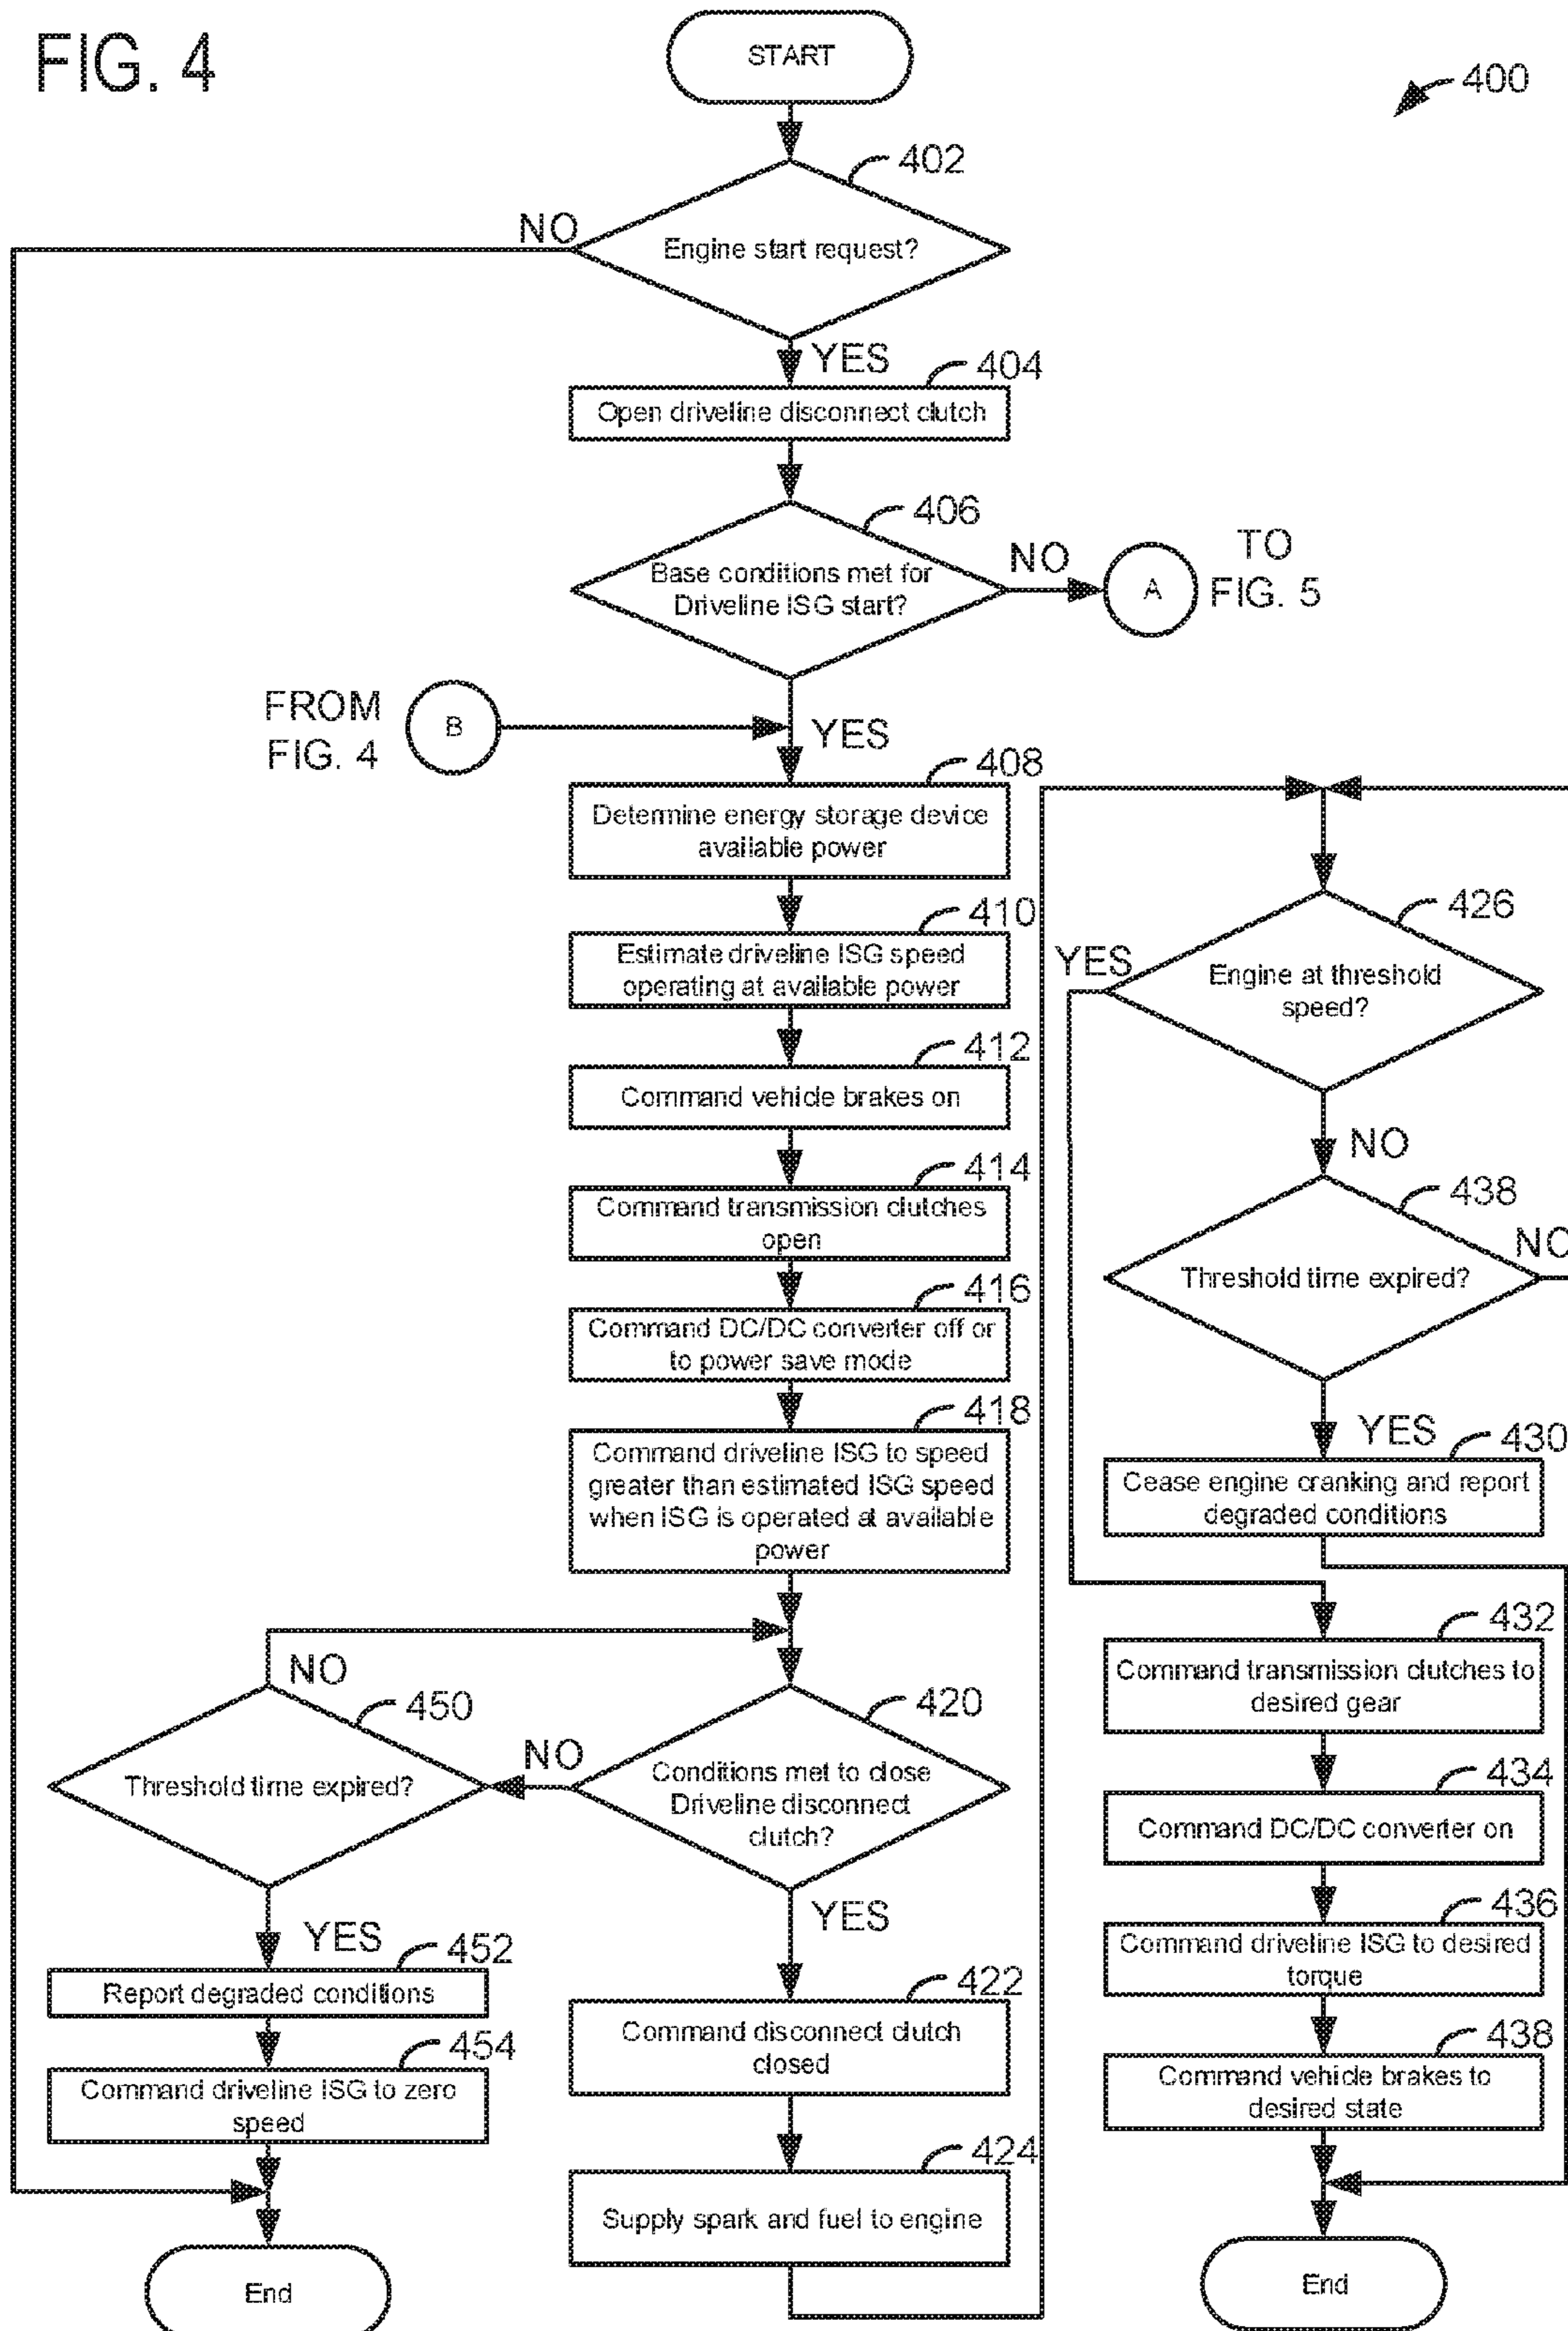 FIG. 4
START
400
402
NO
Engine start request?
YES
404
Open driveline disconnect clutch
406
Base conditions met for
Driveline ISG start?
NO
A
TO
FIG. 5
FROM
FIG. 4
B
YES
408
Determine energy storage device
available power
410
Estimate driveline ISG speed
operating at available power
412
Command vehicle brakes on
414
Command transmission clutches
open
416
Command DC/DC converter off or
to power save mode
418
Command driveline ISG to speed
greater than estimated ISG speed
when ISG is operated at available
power
NO
450
Threshold time expired?
NO
420
Conditions met to close
Driveline disconnect
clutch?
YES
452
Report degraded conditions
454
Command driveline ISG to zero
speed
End
YES
422
Command disconnect clutch
closed
424
Supply spark and fuel to engine
426
YES
Engine at threshold
speed?
NO
438
NO
Threshold time expired?
YES
430
Cease engine cranking and report
degraded conditions
432
Command transmission clutches to
desired gear
434
Command DC/DC converter on
436
Command driveline ISG to desired
torque
438
Command vehicle brakes to
desired state
End